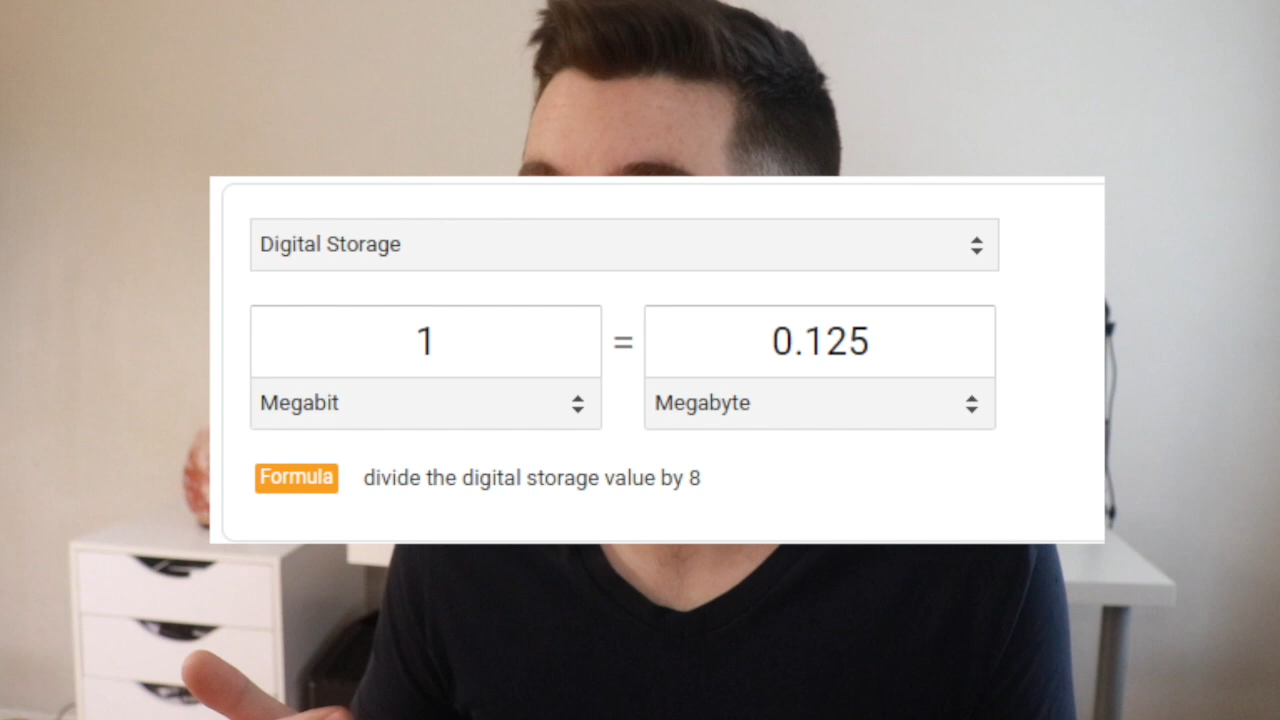 Digital Storage
1 = 0.125
Megabit Megabyte
Formula divide the digital storage value by 8